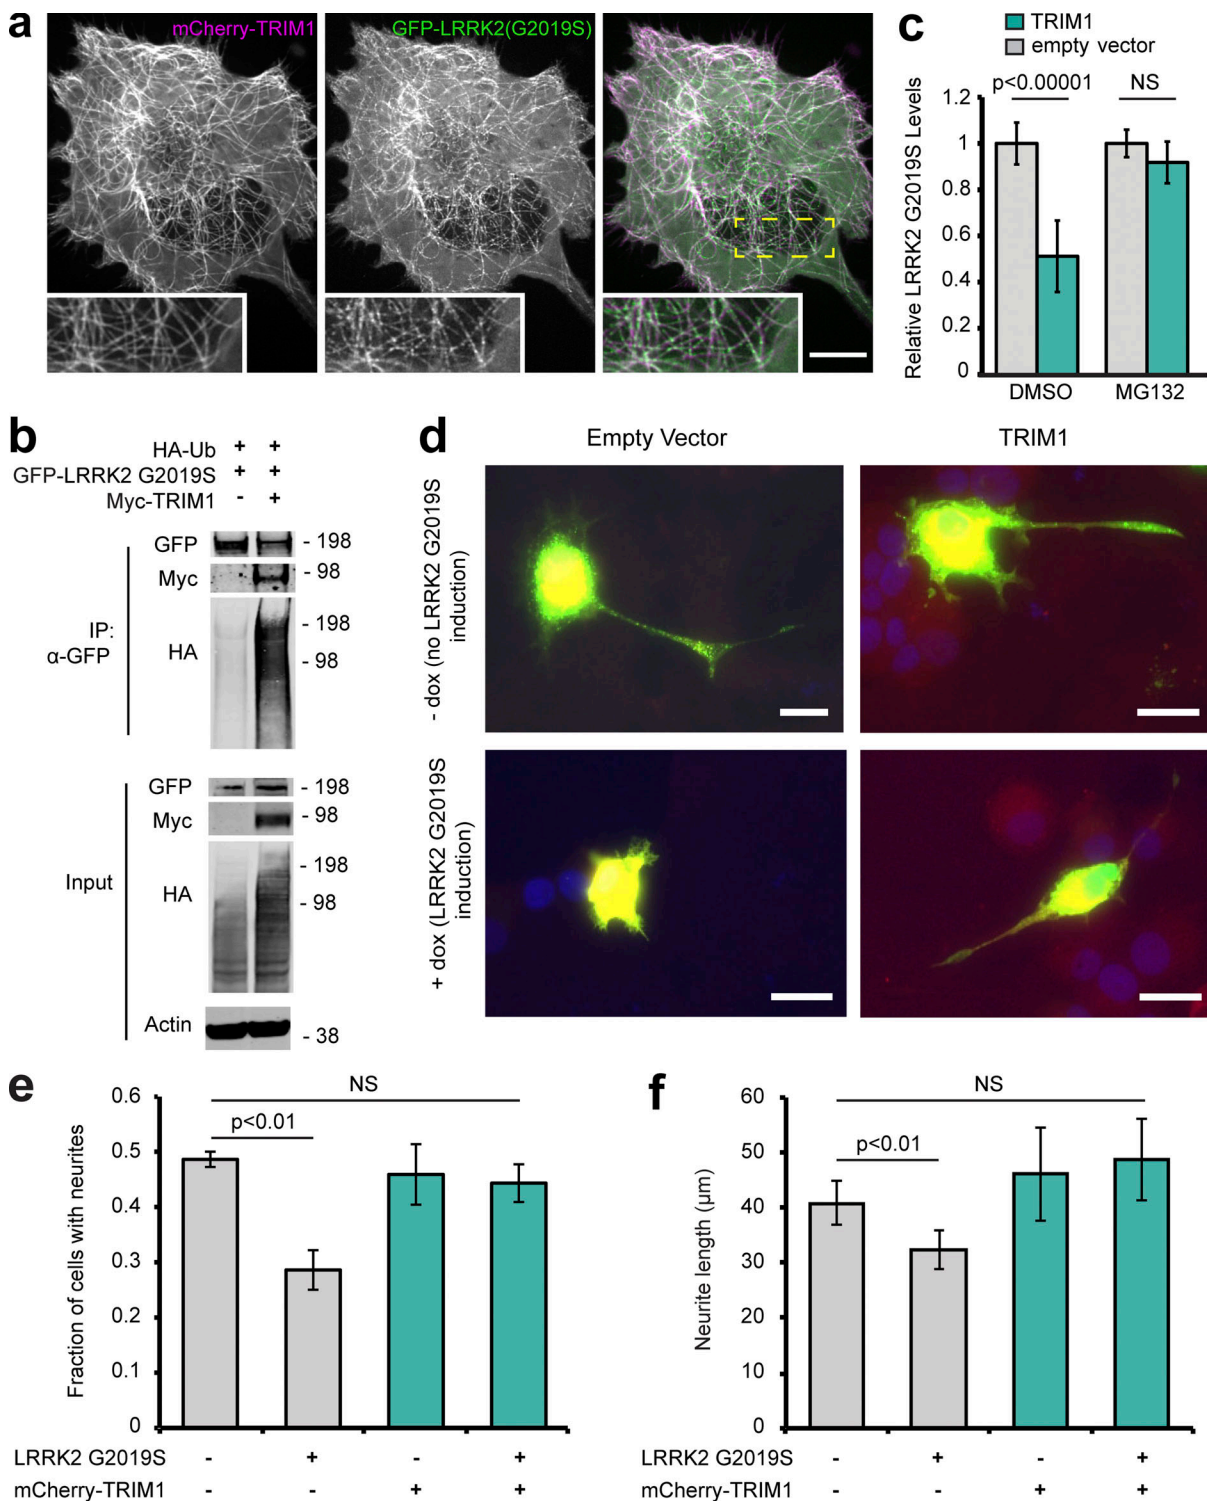 a
mCherry-TRIM1
GFP-LRRK2(G2019S)
c
TRIM1
empty vector
p<0.00001
NS
Relative LRRK2 G2019S Levels
1.2
1
0.8
0.6
0.4
0.2
0
DMSO
MG132
b
HA-Ub + +
GFP-LRRK2 G2019S + +
Myc-TRIM1 - +
IP:
α-GFP
GFP - 198
Myc - 98
HA
- 198
- 98
Input
GFP - 198
Myc - 98
HA
- 198
- 98
Actin - 38
d
Empty Vector
TRIM1
- dox (no LRRK2 G2019S
induction)
+ dox (LRRK2 G2019S
induction)
e
NS
p<0.01
Fraction of cells with neurites
0.6
0.5
0.4
0.3
0.2
0.1
0
LRRK2 G2019S - + - +
mCherry-TRIM1 - - + +
f
NS
p<0.01
Neurite length (μm)
60
50
40
30
20
10
0
LRRK2 G2019S - + - +
mCherry-TRIM1 - - + +